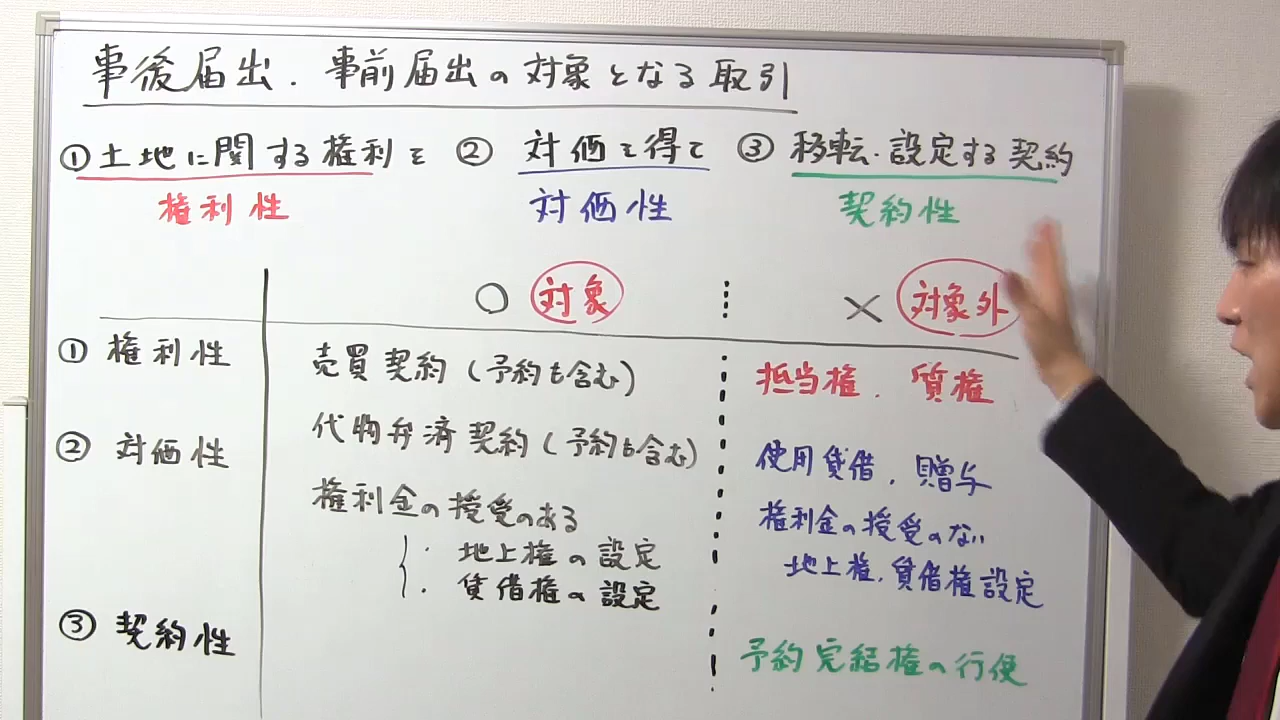 事後届出．事前届出の対象となる取引
①土地に関する権利を ② 対価を得て ③ 移転．設定する契約
権利性 対価性 契約性
○ 対象 × 対象外
① 権利性 売買契約（予約も含む） 抵当権．質権
② 対価性 代物弁済契約（予約も含む） 使用貸借．贈与
権利金の授受のある 権利金の授受のない
・地上権の設定 地上権．賃借権設定
・賃借権の設定
③ 契約性 予約完結権の行使